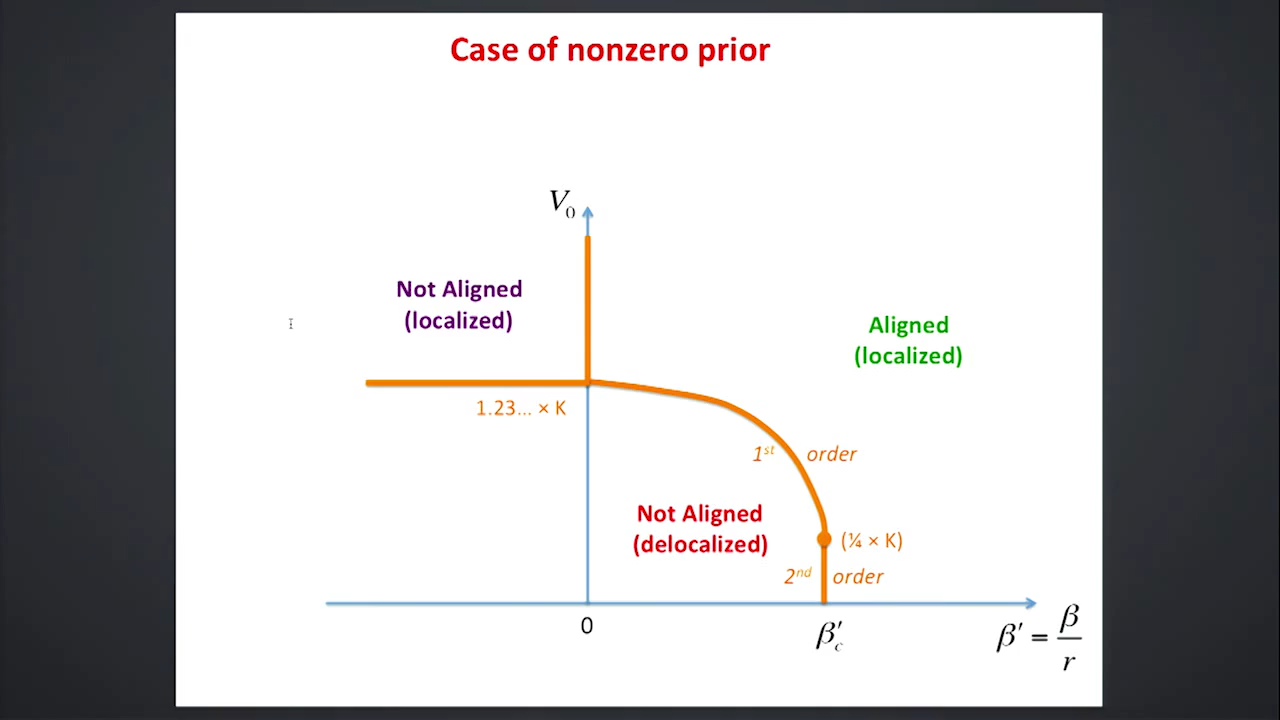 Case of nonzero prior
V₀
Not Aligned
(localized)
Aligned
(localized)
1.23... × K
1ˢᵗ order
Not Aligned
(delocalized)
(¼ × K)
2ⁿᵈ order
0
β′c
β′ = β/r